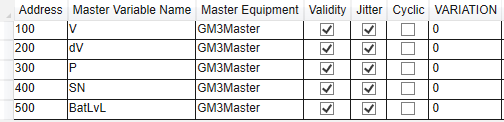 Address Master Variable Name Master Equipment Validity Jitter Cyclic VARIATION
100 V GM3Master 0
200 dV GM3Master 0
300 P GM3Master 0
400 SN GM3Master 0
500 BatLvL GM3Master 0